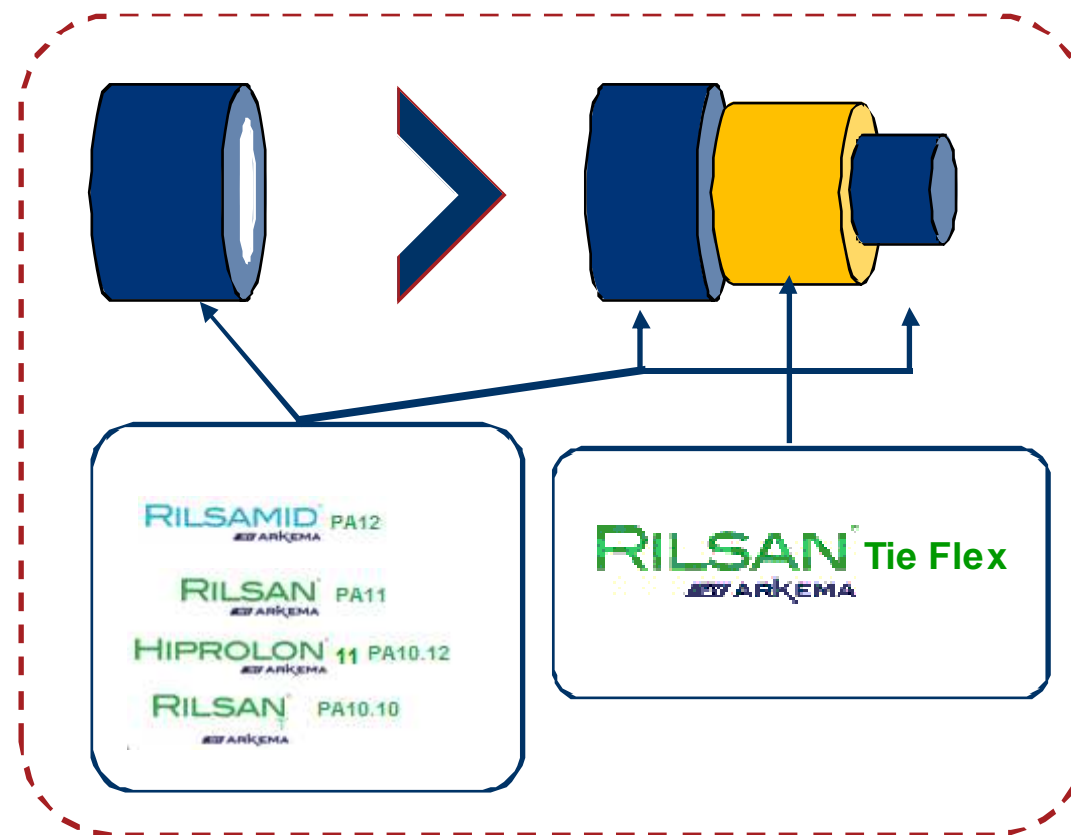 RILSAMID PA12
ARKEMA
RILSAN PA11
ARKEMA
HIPROLON 11 PA10.12
ARKEMA
RILSAN PA10.10
ARKEMA
RILSAN Tie Flex
ARKEMA